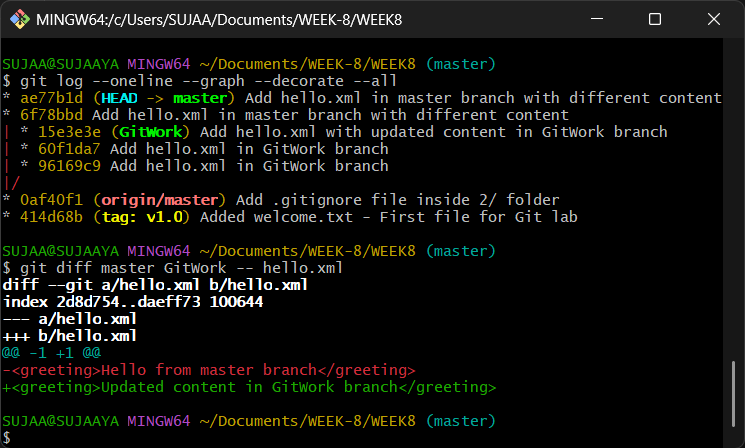 MINGW64:/c/Users/SUJAA/Documents/WEEK-8/WEEK8
SUJAA@SUJAAYA MINGW64 ~/Documents/WEEK-8/WEEK8 (master)
$ git log --oneline --graph --decorate --all
* ae77b1d (HEAD -> master) Add hello.xml in master branch with different content
* 6f78bbd Add hello.xml in master branch with different content
| * 15e3e3e (GitWork) Add hello.xml with updated content in GitWork branch
| * 60f1da7 Add hello.xml in GitWork branch
| * 96169c9 Add hello.xml in GitWork branch
|/
* 0af40f1 (origin/master) Add .gitignore file inside 2/ folder
* 414d68b (tag: v1.0) Added welcome.txt - First file for Git lab
SUJAA@SUJAAYA MINGW64 ~/Documents/WEEK-8/WEEK8 (master)
$ git diff master GitWork -- hello.xml
diff --git a/hello.xml b/hello.xml
index 2d8d754..daeff73 100644
--- a/hello.xml
+++ b/hello.xml
@@ -1 +1 @@
-<greeting>Hello from master branch</greeting>
+<greeting>Updated content in GitWork branch</greeting>
SUJAA@SUJAAYA MINGW64 ~/Documents/WEEK-8/WEEK8 (master)
$